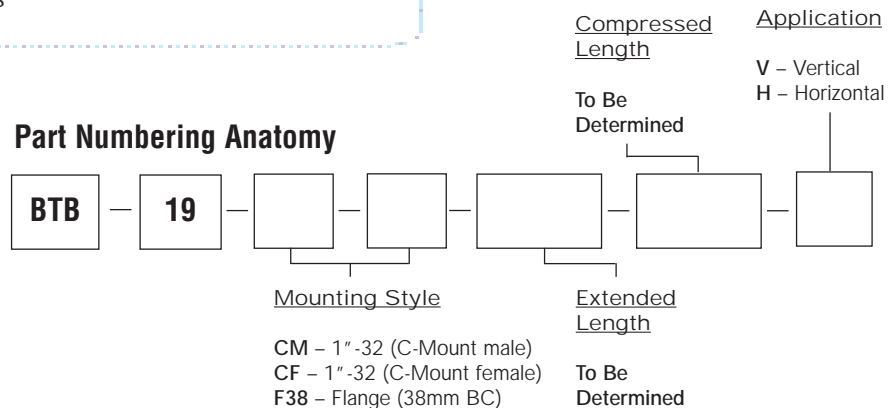 s
Compressed
Length
To Be
Determined
Application
V – Vertical
H – Horizontal
Part Numbering Anatomy
BTB – 19 – – – – –
Mounting Style
CM – 1"-32 (C-Mount male)
CF – 1"-32 (C-Mount female)
F38 – Flange (38mm BC)
Extended
Length
To Be
Determined